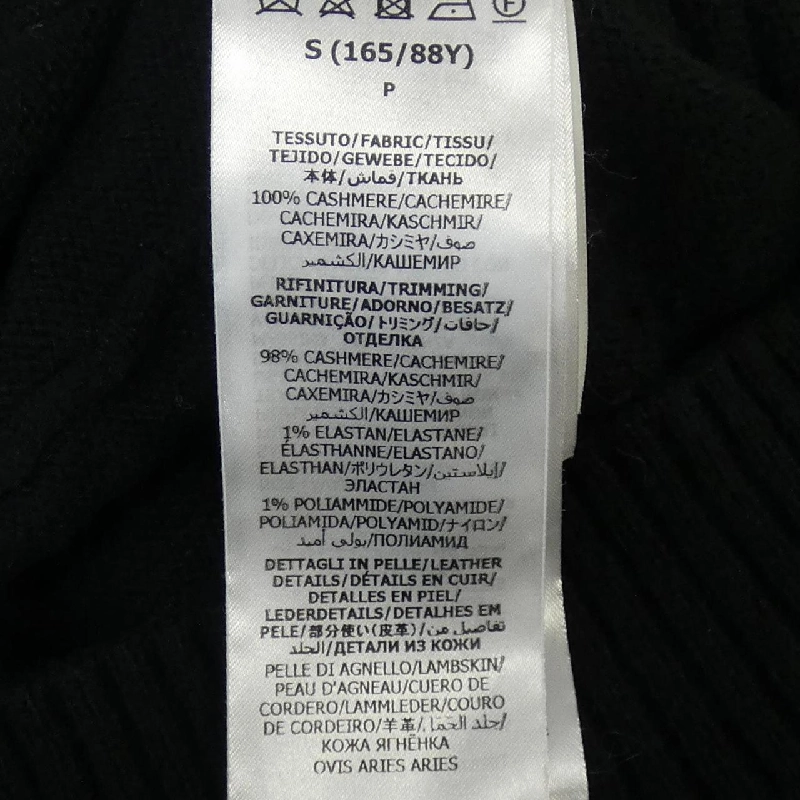 S (165/88Y)
P
TESSUTO/FABRIC/TISSU/
TEJIDO/GEWEBE/TECIDO/
本体/قماش/ТКАНЬ
100% CASHMERE/CACHEMIRE/
CACHEMIRA/KASCHMIR/
CAXEMIRA/カシミヤ/صوف
الكشمير/КАШЕМИР
RIFINITURA/TRIMMING/
GARNITURE/ADORNO/BESATZ/
GUARNIÇÃO/トリミング/حافات/
ОТДЕЛКА
98% CASHMERE/CACHEMIRE/
CACHEMIRA/KASCHMIR/
CAXEMIRA/カシミヤ/صوف
الكشمير/КАШЕМИР
1% ELASTAN/ELASTANE/
ÉLASTHANNE/ELASTANO/
ELASTHAN/ポリウレタン/إيلاستين/
ЭЛАСТАН
1% POLIAMMIDE/POLYAMIDE/
POLIAMIDA/POLYAMID/ナイロン/
بولي أميد/ПОЛИАМИД
DETTAGLI IN PELLE/LEATHER
DETAILS/DÉTAILS EN CUIR/
DETALLES EN PIEL/
LEDERDETAILS/DETALHES EM
PELE/部分使い(皮革)/تفاصيل من
الجلد/ДЕТАЛИ ИЗ КОЖИ
PELLE DI AGNELLO/LAMBSKIN/
PEAU D'AGNEAU/CUERO DE
CORDERO/LAMMLEDER/COURO
DE CORDEIRO/羊革/جلد الحمل/
КОЖА ЯГНЁНКА
OVIS ARIES ARIES